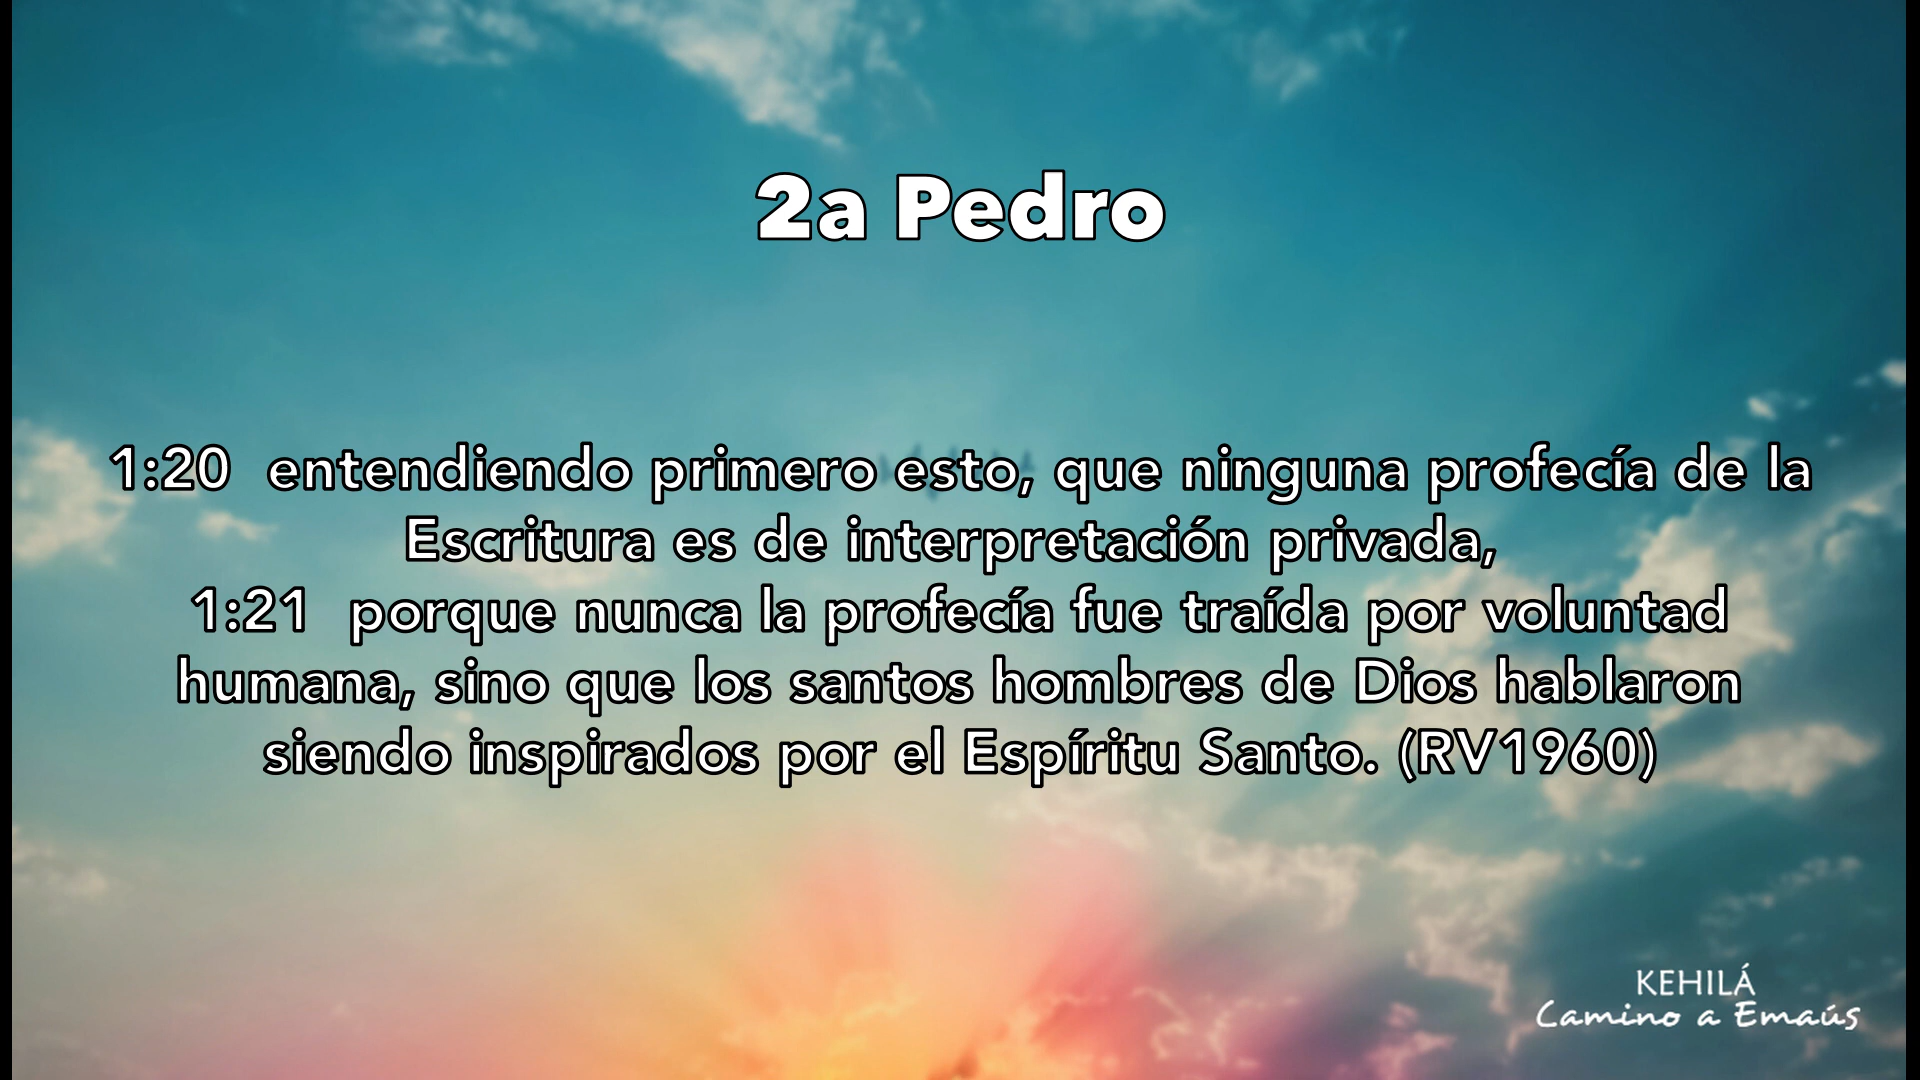 2a Pedro
1:20  entendiendo primero esto, que ninguna profecía de la
Escritura es de interpretación privada,
1:21  porque nunca la profecía fue traída por voluntad
humana, sino que los santos hombres de Dios hablaron
siendo inspirados por el Espíritu Santo. (RV1960)
KEHILÁ
Camino a Emaús